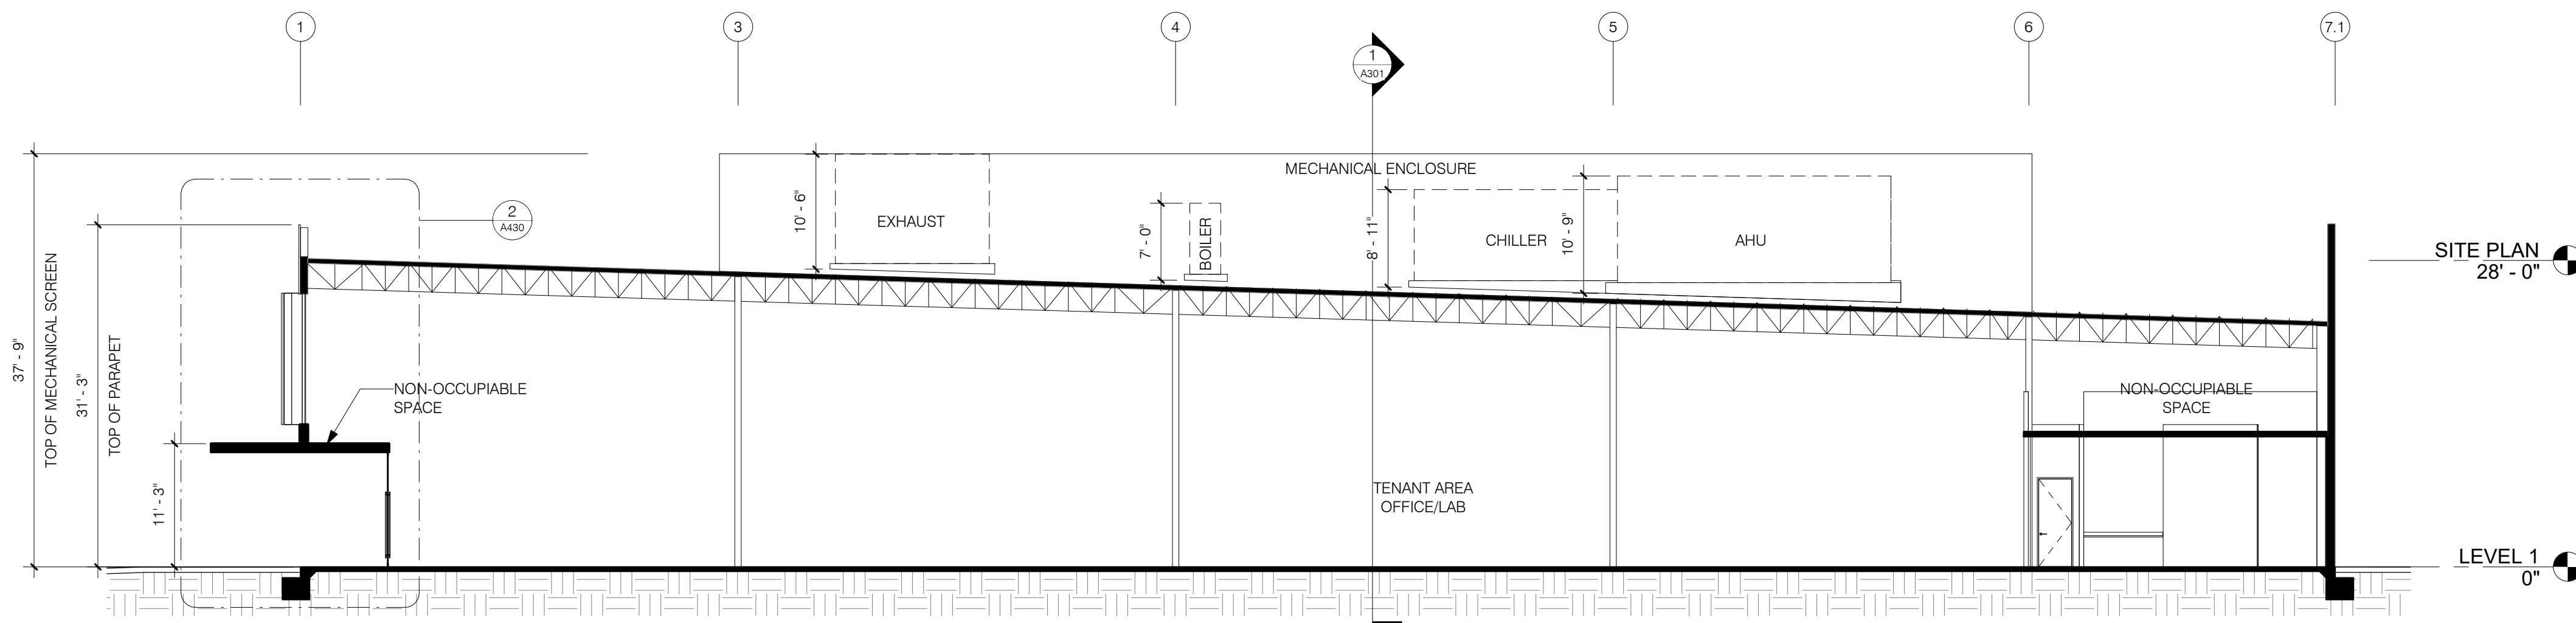 1
3
4
5
6
7.1
1
A301
MECHANICAL ENCLOSURE
10' - 6"
EXHAUST
7' - 0"
BOILER
8' - 11"
CHILLER
10' - 9"
AHU
2
A430
SITE PLAN
28' - 0"
37' - 9"
TOP OF MECHANICAL SCREEN
31' - 3"
TOP OF PARAPET
NON-OCCUPIABLE
SPACE
NON-OCCUPIABLE
SPACE
11' - 3"
TENANT AREA
OFFICE/LAB
LEVEL 1
0"